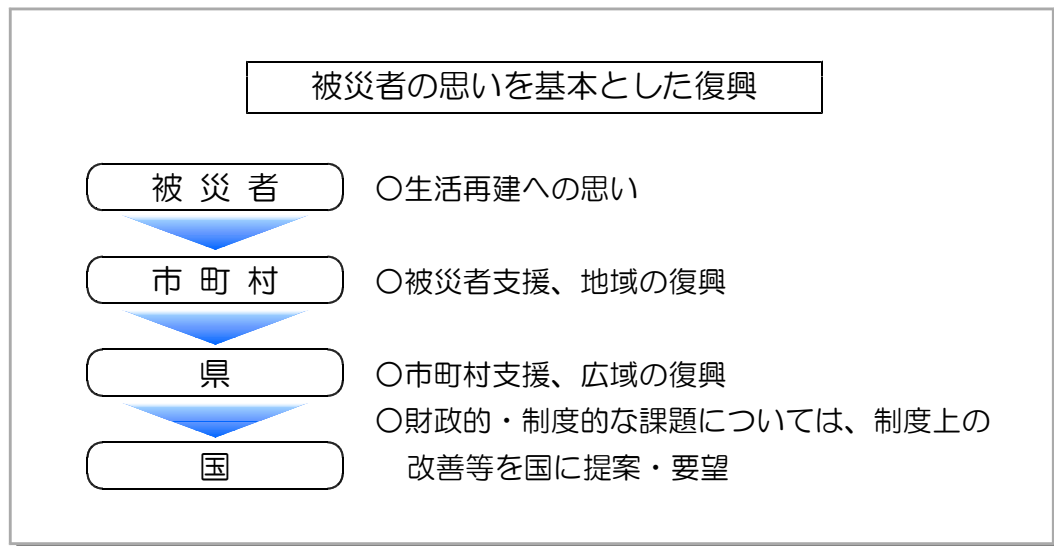 被災者の思いを基本とした復興
被 災 者
○生活再建への思い
市 町 村
○被災者支援、地域の復興
県
○市町村支援、広域の復興
○財政的・制度的な課題については、制度上の
改善等を国に提案・要望
国